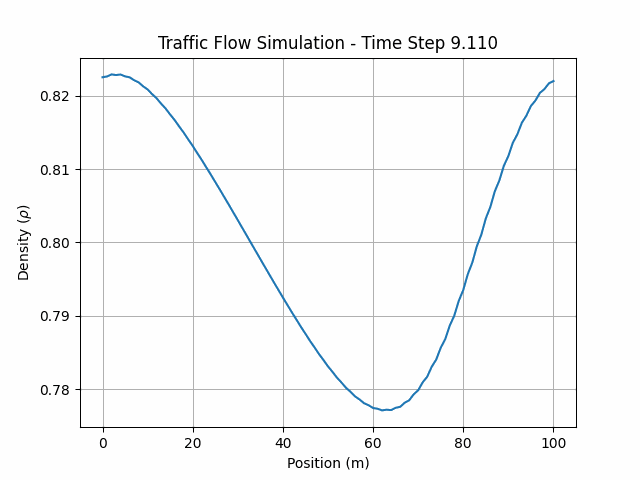 Traffic Flow Simulation - Time Step 9.110
Density (ρ)
0.82
0.81
0.80
0.79
0.78
0 20 40 60 80 100
Position (m)